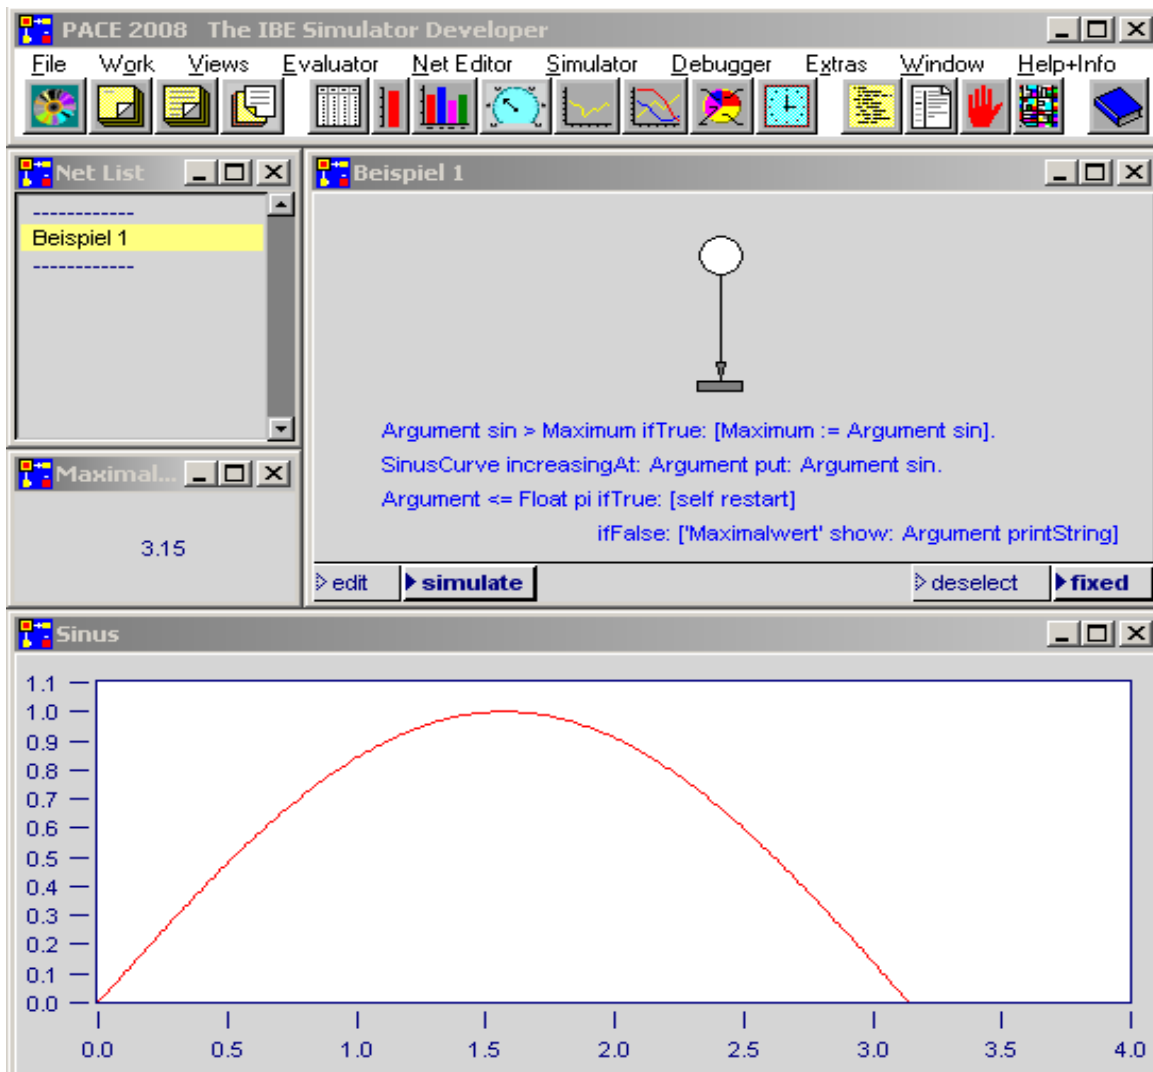 PACE 2008 The IBE Simulator Developer
File Work Views Evaluator Net Editor Simulator Debugger Extras Window Help+Info
Net List
------------
Beispiel 1
------------
Beispiel 1
Argument sin > Maximum ifTrue: [Maximum := Argument sin].
SinusCurve increasingAt: Argument put: Argument sin.
Argument <= Float pi ifTrue: [self restart]
ifFalse: ['Maximalwert' show: Argument printString]
edit simulate deselect fixed
Maximal...
3.15
Sinus
1.1
1.0
0.9
0.8
0.7
0.6
0.5
0.4
0.3
0.2
0.1
0.0
0.0 0.5 1.0 1.5 2.0 2.5 3.0 3.5 4.0